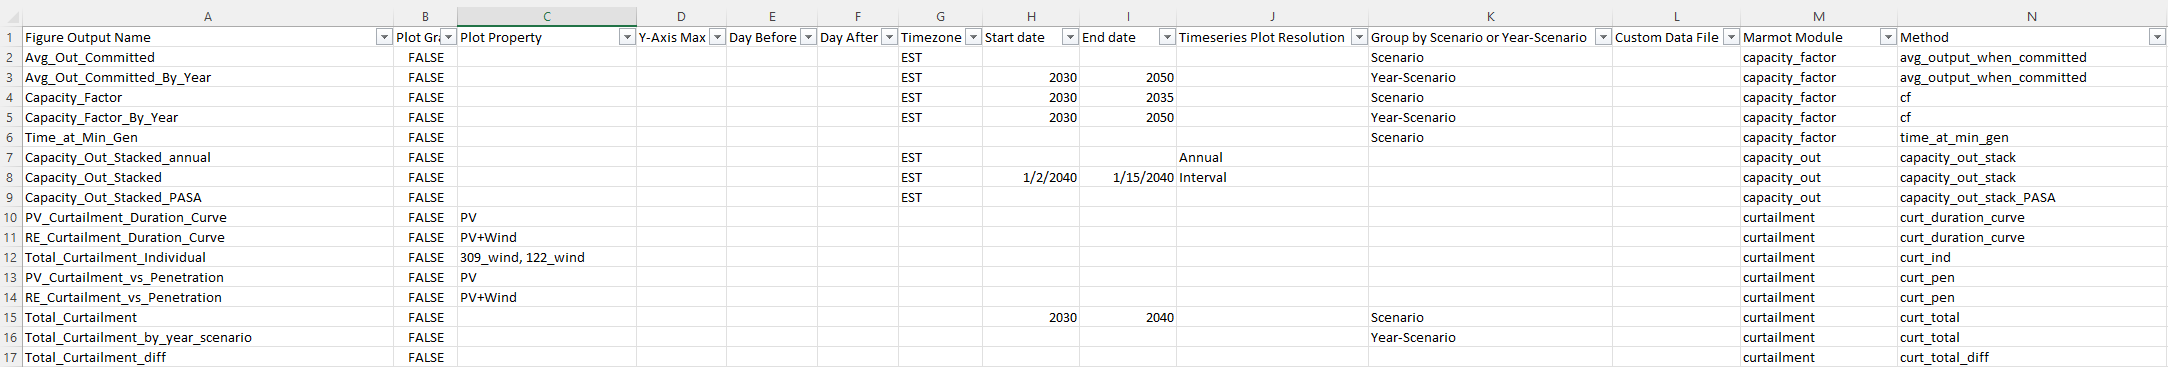 A B C D E F G H I J K L M N
1 Figure Output Name Plot Gra Plot Property Y-Axis Max Day Before Day After Timezone Start date End date Timeseries Plot Resolution Group by Scenario or Year-Scenario Custom Data File Marmot Module Method
2 Avg_Out_Committed FALSE EST Scenario capacity_factor avg_output_when_committed
3 Avg_Out_Committed_By_Year FALSE EST 2030 2050 Year-Scenario capacity_factor avg_output_when_committed
4 Capacity_Factor FALSE EST 2030 2035 Scenario capacity_factor cf
5 Capacity_Factor_By_Year FALSE EST 2030 2050 Year-Scenario capacity_factor cf
6 Time_at_Min_Gen FALSE Scenario capacity_factor time_at_min_gen
7 Capacity_Out_Stacked_annual FALSE EST Annual capacity_out capacity_out_stack
8 Capacity_Out_Stacked FALSE EST 1/2/2040 1/15/2040 Interval capacity_out capacity_out_stack
9 Capacity_Out_Stacked_PASA FALSE EST capacity_out capacity_out_stack_PASA
10 PV_Curtailment_Duration_Curve FALSE PV curtailment curt_duration_curve
11 RE_Curtailment_Duration_Curve FALSE PV+Wind curtailment curt_duration_curve
12 Total_Curtailment_Individual FALSE 309_wind, 122_wind curtailment curt_ind
13 PV_Curtailment_vs_Penetration FALSE PV curtailment curt_pen
14 RE_Curtailment_vs_Penetration FALSE PV+Wind curtailment curt_pen
15 Total_Curtailment FALSE 2030 2040 Scenario curtailment curt_total
16 Total_Curtailment_by_year_scenario FALSE Year-Scenario curtailment curt_total
17 Total_Curtailment_diff FALSE curtailment curt_total_diff